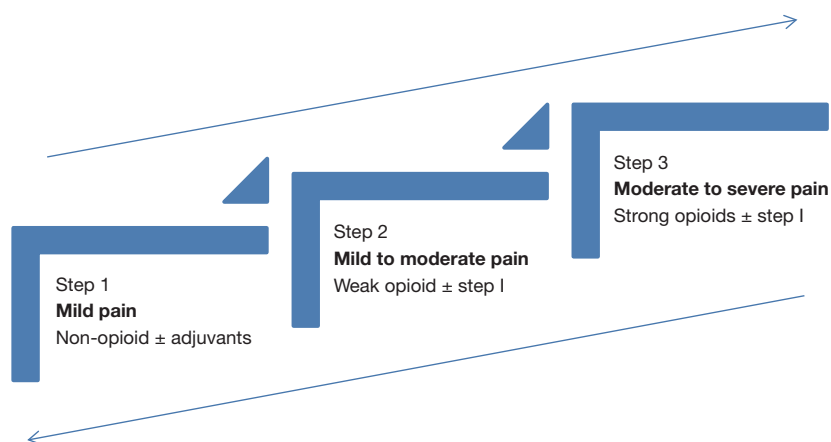 Step 1
Mild pain
Non-opioid ± adjuvants
Step 2
Mild to moderate pain
Weak opioid ± step I
Step 3
Moderate to severe pain
Strong opioids ± step I